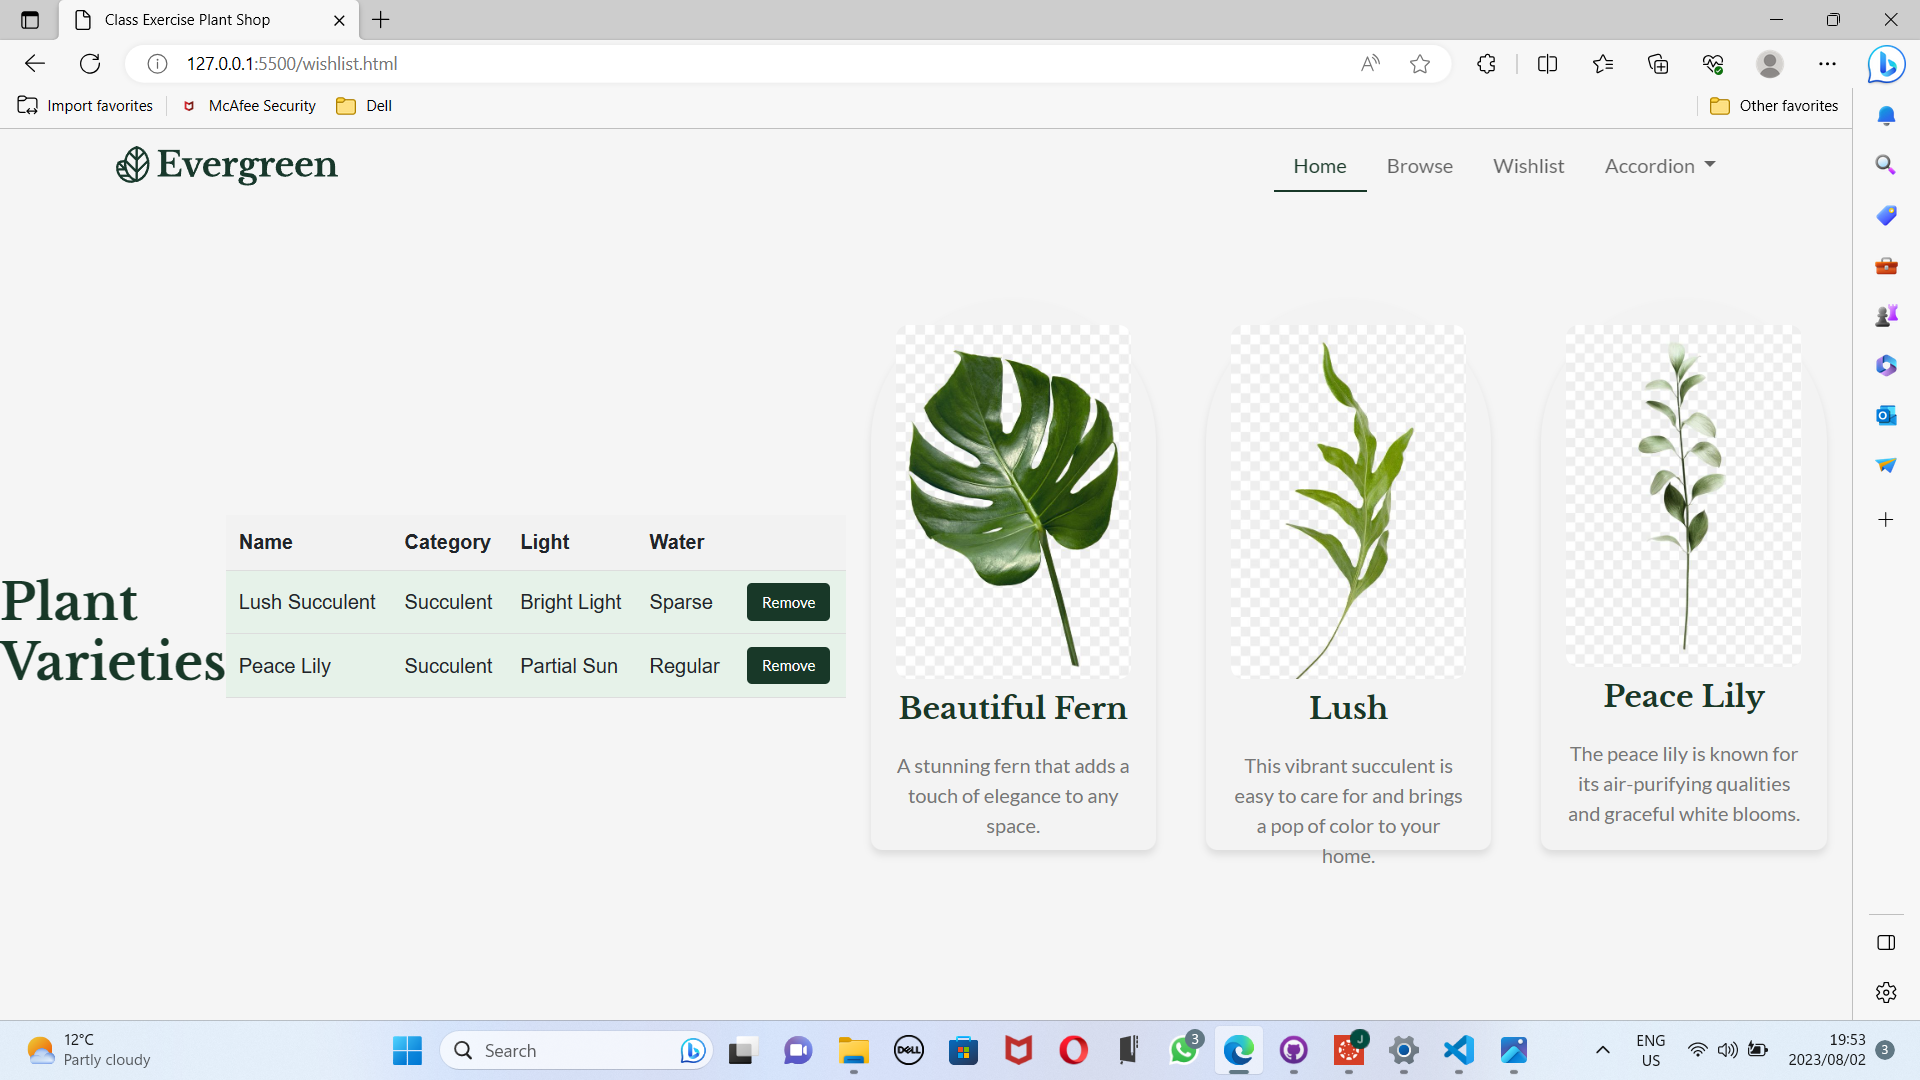 Class Exercise Plant Shop
127.0.0.1:5500/wishlist.html
Import favorites
McAfee Security
Dell
Other favorites
Evergreen
Home
Browse
Wishlist
Accordion
Plant
Varieties
Name Category Light Water
Lush Succulent Succulent Bright Light Sparse Remove
Peace Lily Succulent Partial Sun Regular Remove
Beautiful Fern
A stunning fern that adds a
touch of elegance to any
space.
Lush
This vibrant succulent is
easy to care for and brings
a pop of color to your
home.
Peace Lily
The peace lily is known for
its air-purifying qualities
and graceful white blooms.
12°C
Partly cloudy
Search
DELL
3
J
ENG
US
19:53
2023/08/02
3